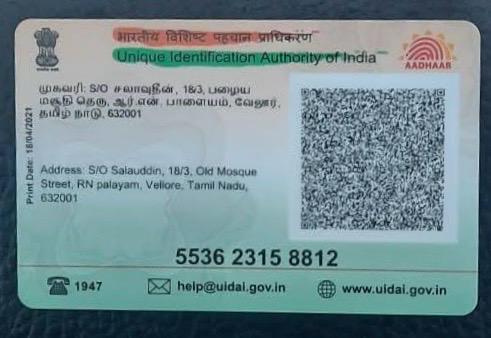 भारतीय विशिष्ट पहचान प्राधिकरण
Unique Identification Authority of India
AADHAAR
முகவரி: S/O சலாவுதீன், 18/3, பழைய
மசூதி தெரு, ஆர்.என். பாளையம், வேலூர்,
தமிழ் நாடு, 632001
Print Date: 18/04/2021
Address: S/O Salauddin, 18/3, Old Mosque
Street, RN palayam, Vellore, Tamil Nadu,
632001
5536 2315 8812
1947 help@uidai.gov.in www.uidai.gov.in